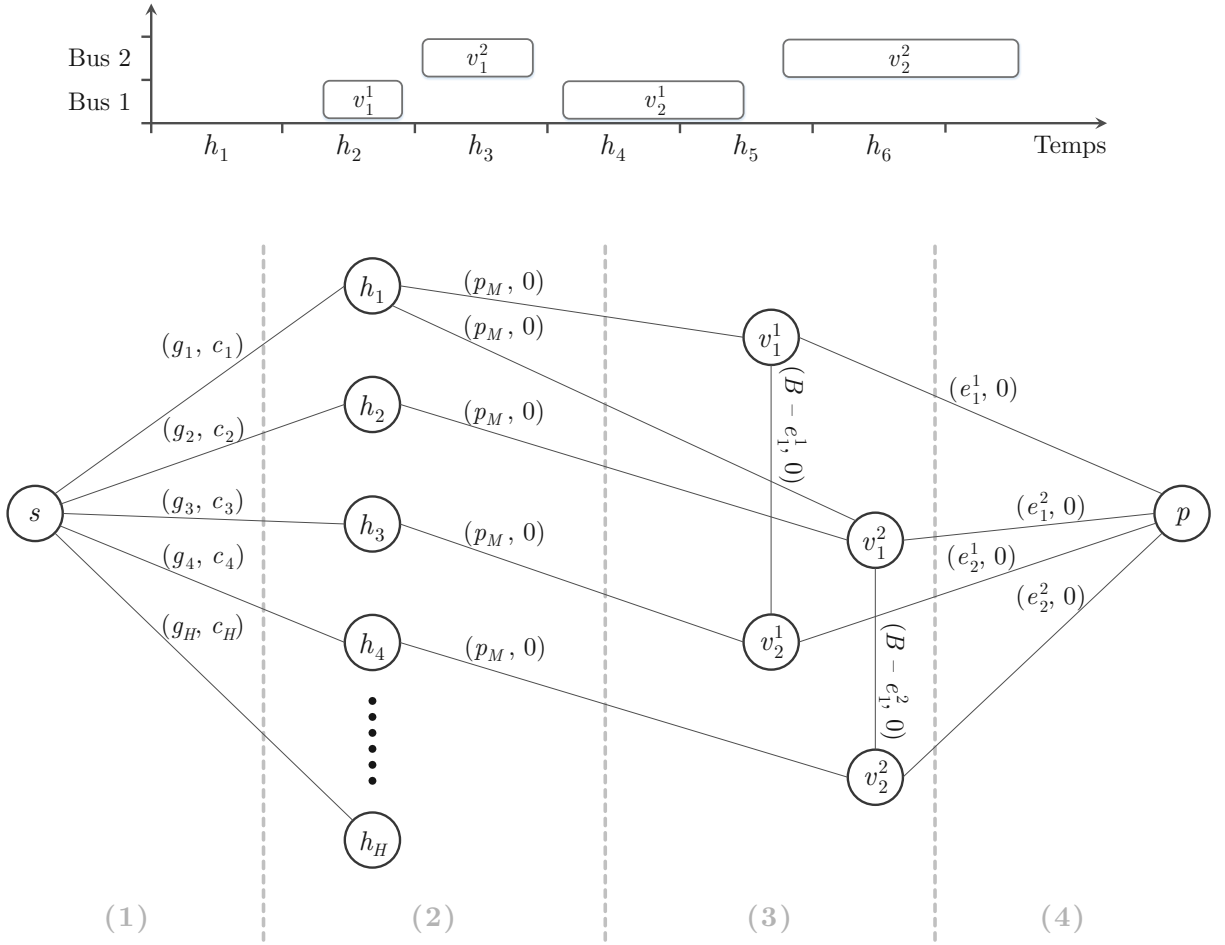 Bus 2
v_1^2
v_2^2
Bus 1
v_1^1
v_2^1
h_1 h_2 h_3 h_4 h_5 h_6 Temps
h_1
(p_M, 0)
(p_M, 0)
v_1^1
(g_1, c_1)
(B − e_1^1, 0)
(e_1^1, 0)
h_2
(p_M, 0)
(g_2, c_2)
s
(g_3, c_3)
h_3
(p_M, 0)
v_1^2
(e_1^2, 0)
p
(g_4, c_4)
(e_2^1, 0)
(e_2^2, 0)
(g_H, c_H)
h_4
(p_M, 0)
v_2^1
(B − e_1^2, 0)
v_2^2
h_H
(1) (2) (3) (4)